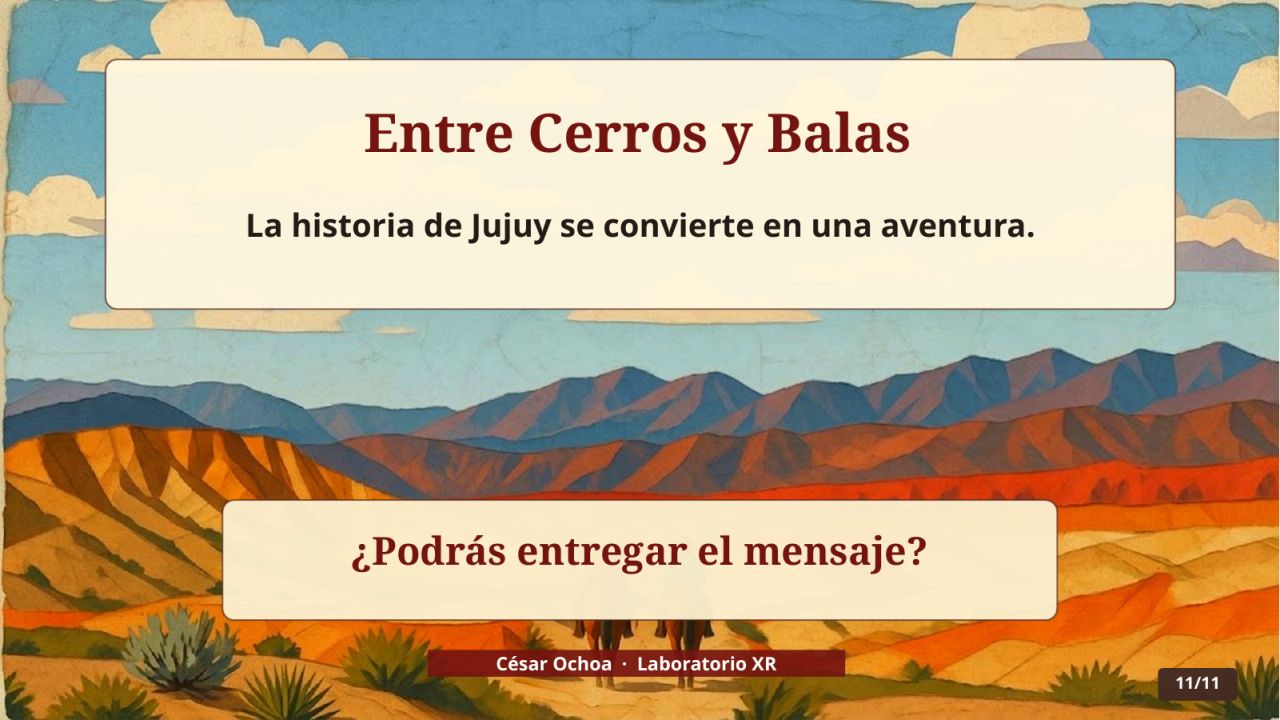 Entre Cerros y Balas
La historia de Jujuy se convierte en una aventura.
¿Podrás entregar el mensaje?
César Ochoa · Laboratorio XR
11/11